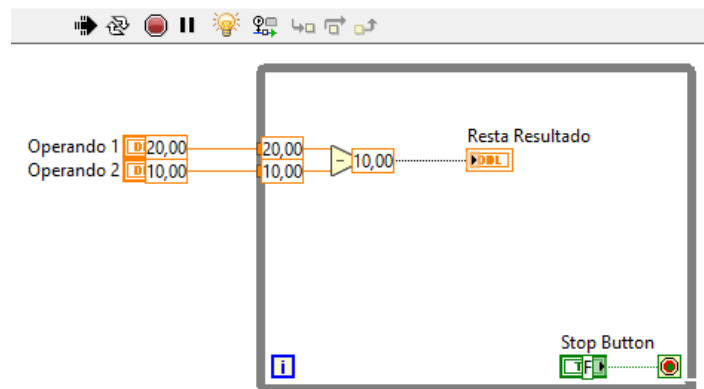 Operando 1 D 20,00 20,00
Operando 2 D 10,00 10,00
- 10,00
Resta Resultado
DBL
i
Stop Button
TF